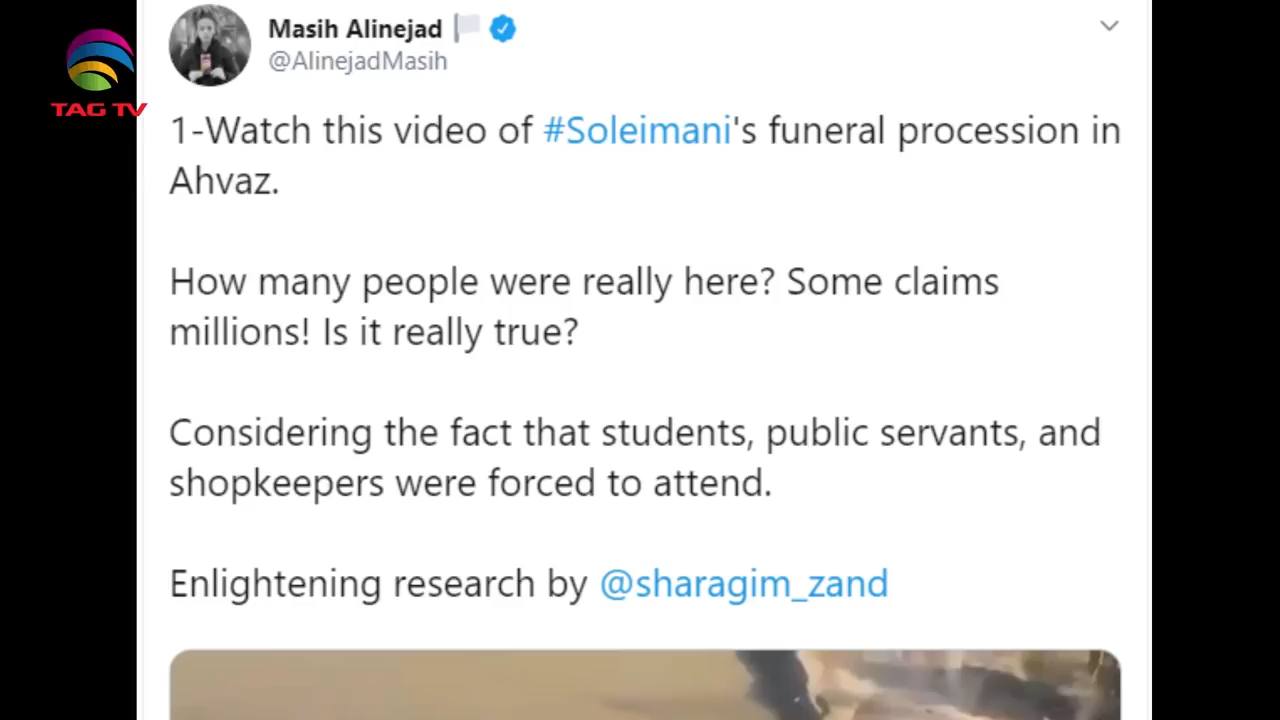 Masih Alinejad
@AlinejadMasih
TAG TV
1-Watch this video of #Soleimani's funeral procession in
Ahvaz.
How many people were really here? Some claims
millions! Is it really true?
Considering the fact that students, public servants, and
shopkeepers were forced to attend.
Enlightening research by @sharagim_zand